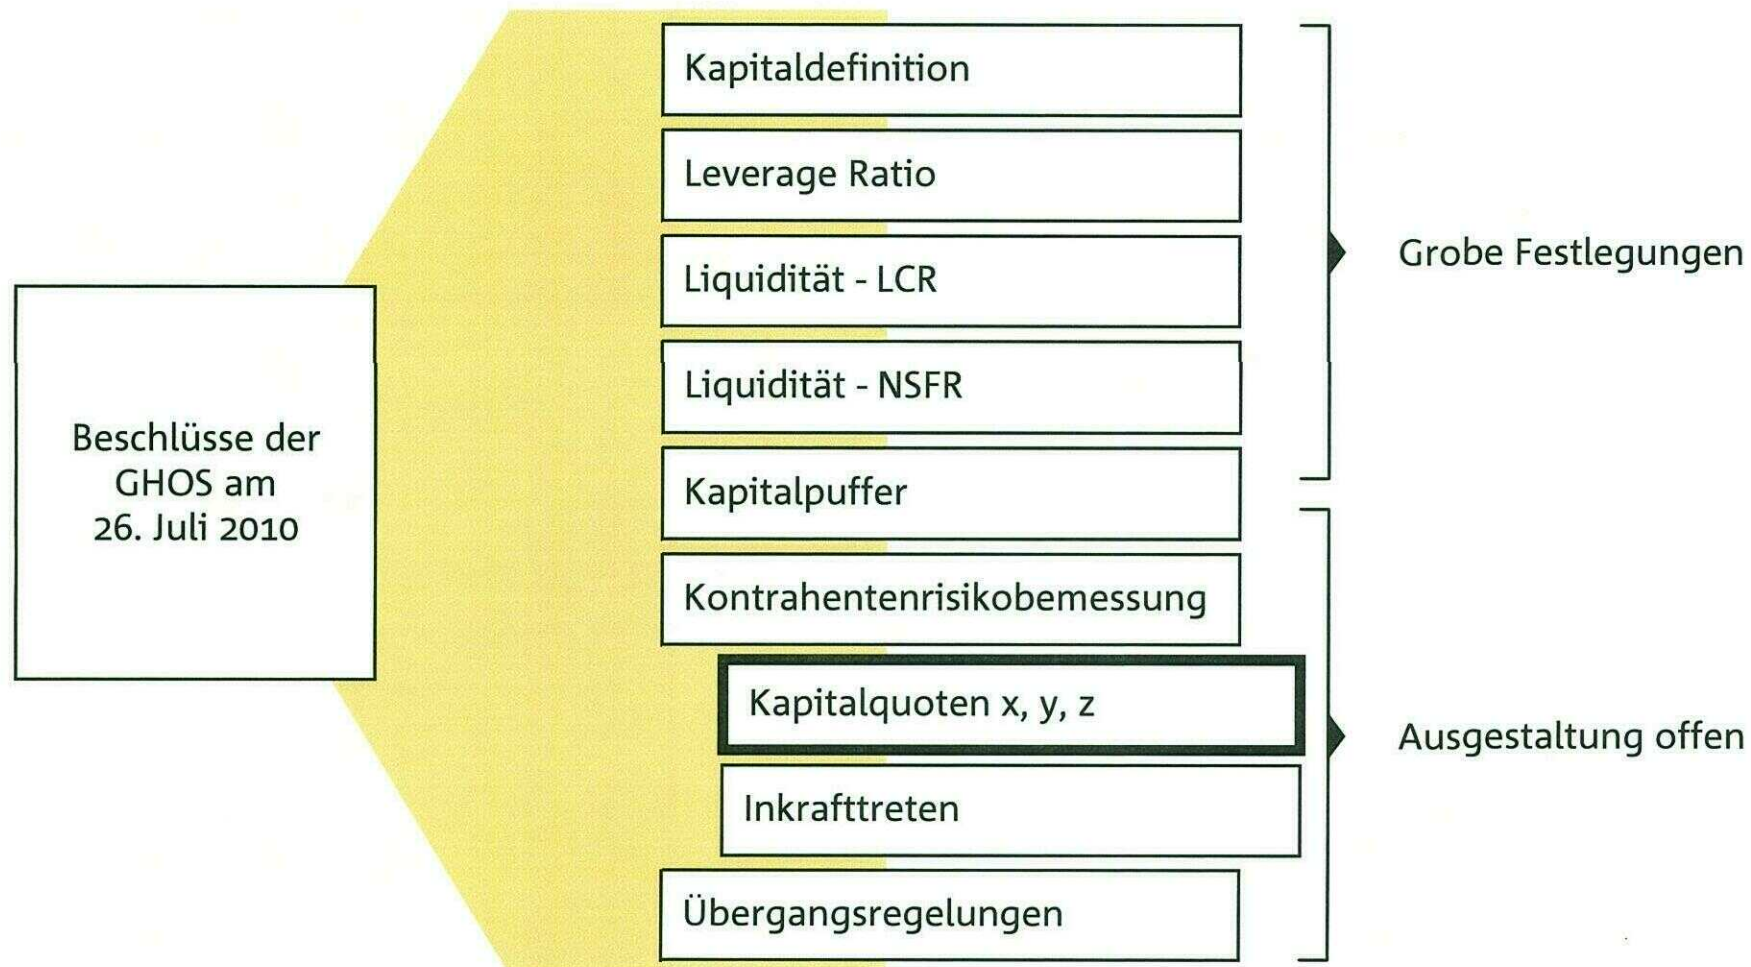 Beschlüsse der
GHOS am
26. Juli 2010
Kapitaldefinition
Leverage Ratio
Liquidität - LCR
Liquidität - NSFR
Kapitalpuffer
Kontrahentenrisikobemessung
Kapitalquoten x, y, z
Inkrafttreten
Übergangsregelungen
Grobe Festlegungen
Ausgestaltung offen